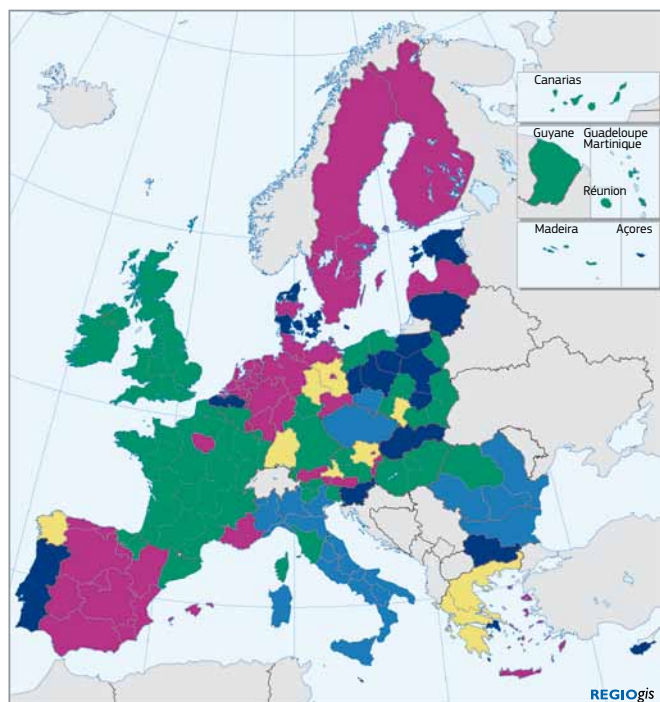 Canarias
Guyane
Guadeloupe
Martinique
Réunion
Madeira
Açores
REGIOgis